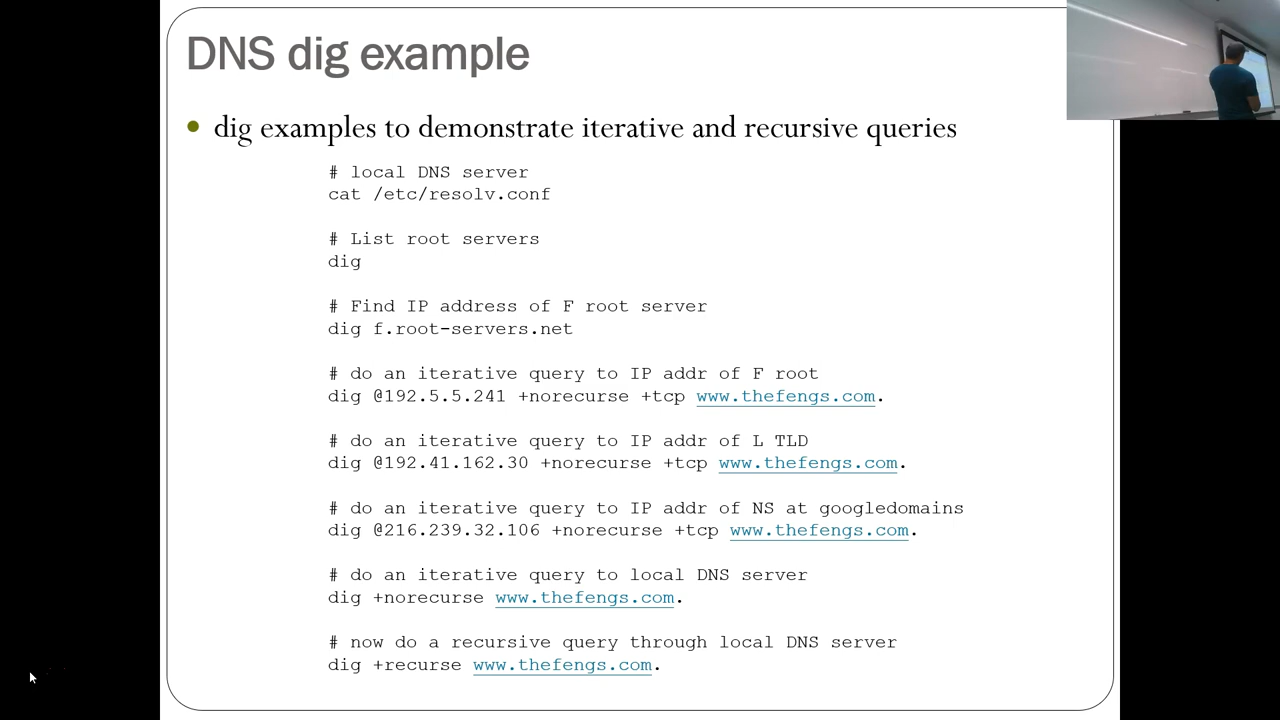 DNS dig example
• dig examples to demonstrate iterative and recursive queries
# local DNS server
cat /etc/resolv.conf
# List root servers
dig
# Find IP address of F root server
dig f.root-servers.net
# do an iterative query to IP addr of F root
dig @192.5.5.241 +norecurse +tcp www.thefengs.com.
# do an iterative query to IP addr of L TLD
dig @192.41.162.30 +norecurse +tcp www.thefengs.com.
# do an iterative query to IP addr of NS at googledomains
dig @216.239.32.106 +norecurse +tcp www.thefengs.com.
# do an iterative query to local DNS server
dig +norecurse www.thefengs.com.
# now do a recursive query through local DNS server
dig +recurse www.thefengs.com.